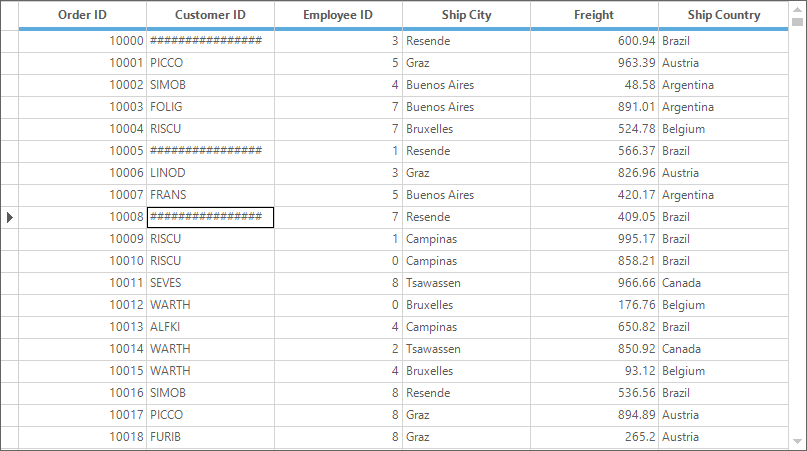 Order ID Customer ID Employee ID Ship City Freight Ship Country
10000 ################ 3 Resende 600.94 Brazil
10001 PICCO 5 Graz 963.39 Austria
10002 SIMOB 4 Buenos Aires 48.58 Argentina
10003 FOLIG 7 Buenos Aires 891.01 Argentina
10004 RISCU 7 Bruxelles 524.78 Belgium
10005 ################ 1 Resende 566.37 Brazil
10006 LINOD 3 Graz 826.96 Austria
10007 FRANS 5 Buenos Aires 420.17 Argentina
10008 ################ 7 Resende 409.05 Brazil
10009 RISCU 1 Campinas 995.17 Brazil
10010 RISCU 0 Campinas 858.21 Brazil
10011 SEVES 8 Tsawassen 966.66 Canada
10012 WARTH 0 Bruxelles 176.76 Belgium
10013 ALFKI 4 Campinas 650.82 Brazil
10014 WARTH 2 Tsawassen 850.92 Canada
10015 WARTH 4 Bruxelles 93.12 Belgium
10016 SIMOB 8 Resende 536.56 Brazil
10017 PICCO 8 Graz 894.89 Austria
10018 FURIB 8 Graz 265.2 Austria